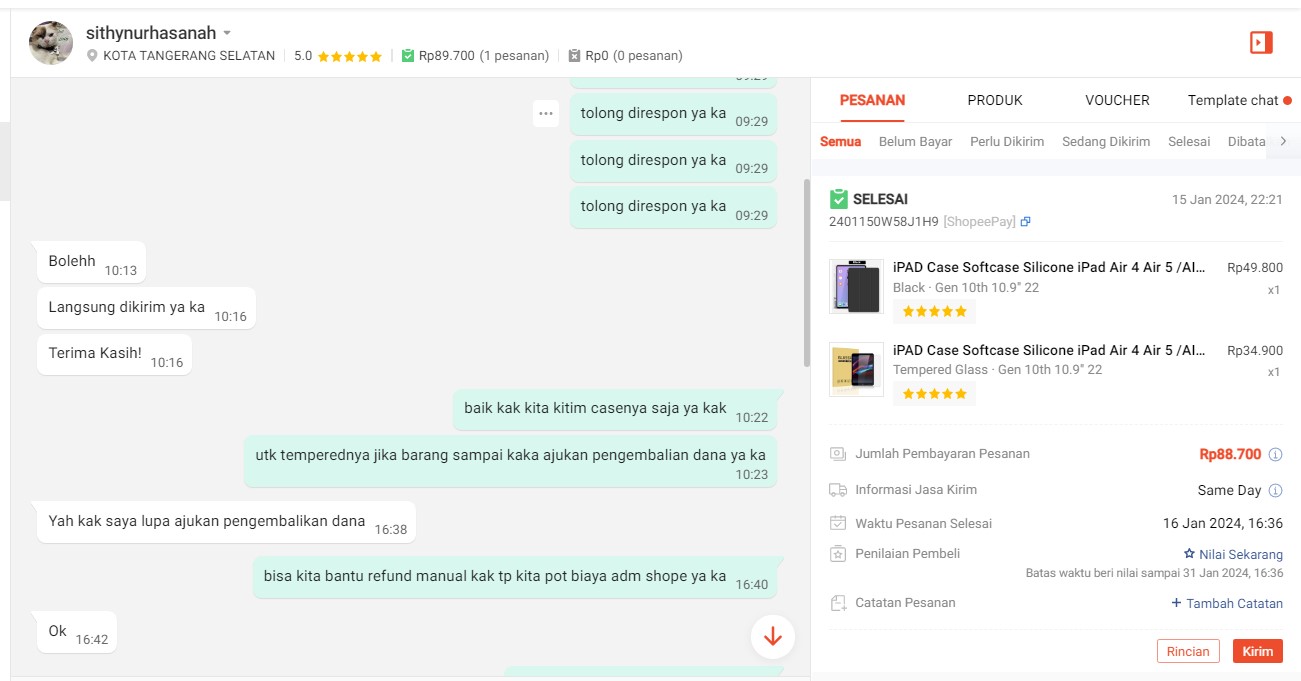 sithynurhasanah
KOTA TANGERANG SELATAN 5.0 Rp89.700 (1 pesanan) Rp0 (0 pesanan)
09:29
tolong direspon ya ka 09:29
tolong direspon ya ka 09:29
tolong direspon ya ka 09:29
Bolehh 10:13
Langsung dikirim ya ka 10:16
Terima Kasih! 10:16
baik kak kita kitim casenya saja ya kak 10:22
utk temperednya jika barang sampai kaka ajukan pengembalian dana ya ka
10:23
Yah kak saya lupa ajukan pengembalikan dana 16:38
bisa kita bantu refund manual kak tp kita pot biaya adm shope ya ka 16:40
Ok 16:42
PESANAN PRODUK VOUCHER Template chat
Semua Belum Bayar Perlu Dikirim Sedang Dikirim Selesai Dibata
SELESAI 15 Jan 2024, 22:21
2401150W58J1H9 [ShopeePay]
iPAD Case Softcase Silicone iPad Air 4 Air 5 /AI... Rp49.800
Black · Gen 10th 10.9" 22 x1
iPAD Case Softcase Silicone iPad Air 4 Air 5 /AI... Rp34.900
Tempered Glass · Gen 10th 10.9" 22 x1
Jumlah Pembayaran Pesanan Rp88.700
Informasi Jasa Kirim Same Day
Waktu Pesanan Selesai 16 Jan 2024, 16:36
Penilaian Pembeli Nilai Sekarang
Batas waktu beri nilai sampai 31 Jan 2024, 16:36
Catatan Pesanan + Tambah Catatan
Rincian Kirim